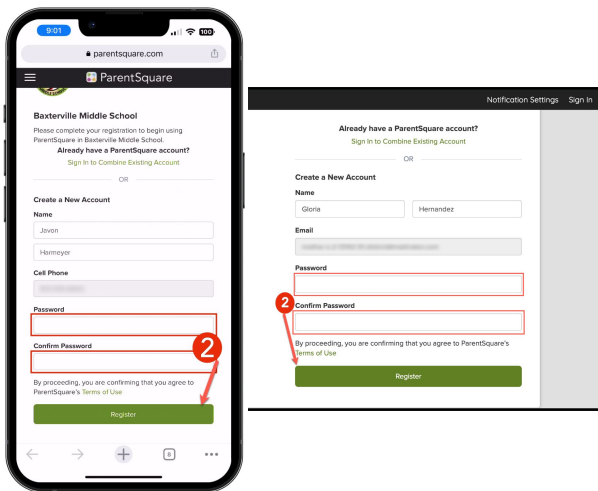 9:01
100
parentsquare.com
ParentSquare
Baxterville Middle School
Please complete your registration to begin using
ParentSquare in Baxterville Middle School.
Already have a ParentSquare account?
Sign In to Combine Existing Account
OR
Create a New Account
Name
Javon
Harmeyer
Cell Phone
Password
Confirm Password
2
By proceeding, you are confirming that you agree to
ParentSquare's Terms of Use
Register
8
Notification Settings Sign In
Already have a ParentSquare account?
Sign In to Combine Existing Account
OR
Create a New Account
Name
Gloria Hernandez
Email
Password
2
Confirm Password
By proceeding, you are confirming that you agree to ParentSquare's
Terms of Use
Register